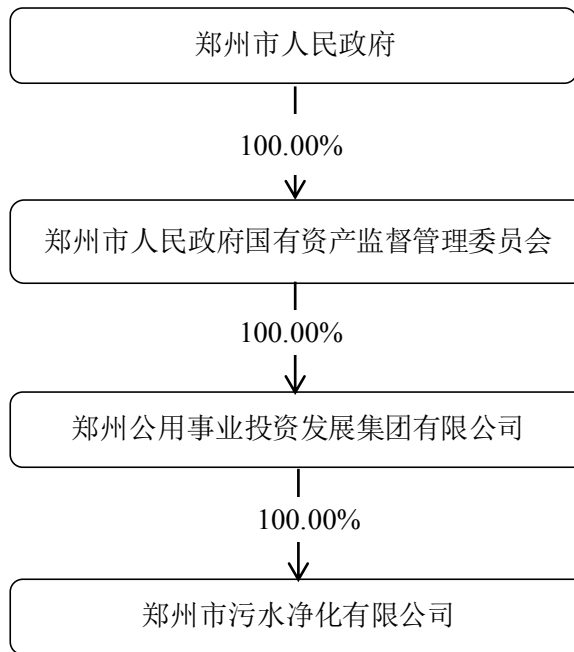 郑州市人民政府
100.00%
郑州市人民政府国有资产监督管理委员会
100.00%
郑州公用事业投资发展集团有限公司
100.00%
郑州市污水净化有限公司